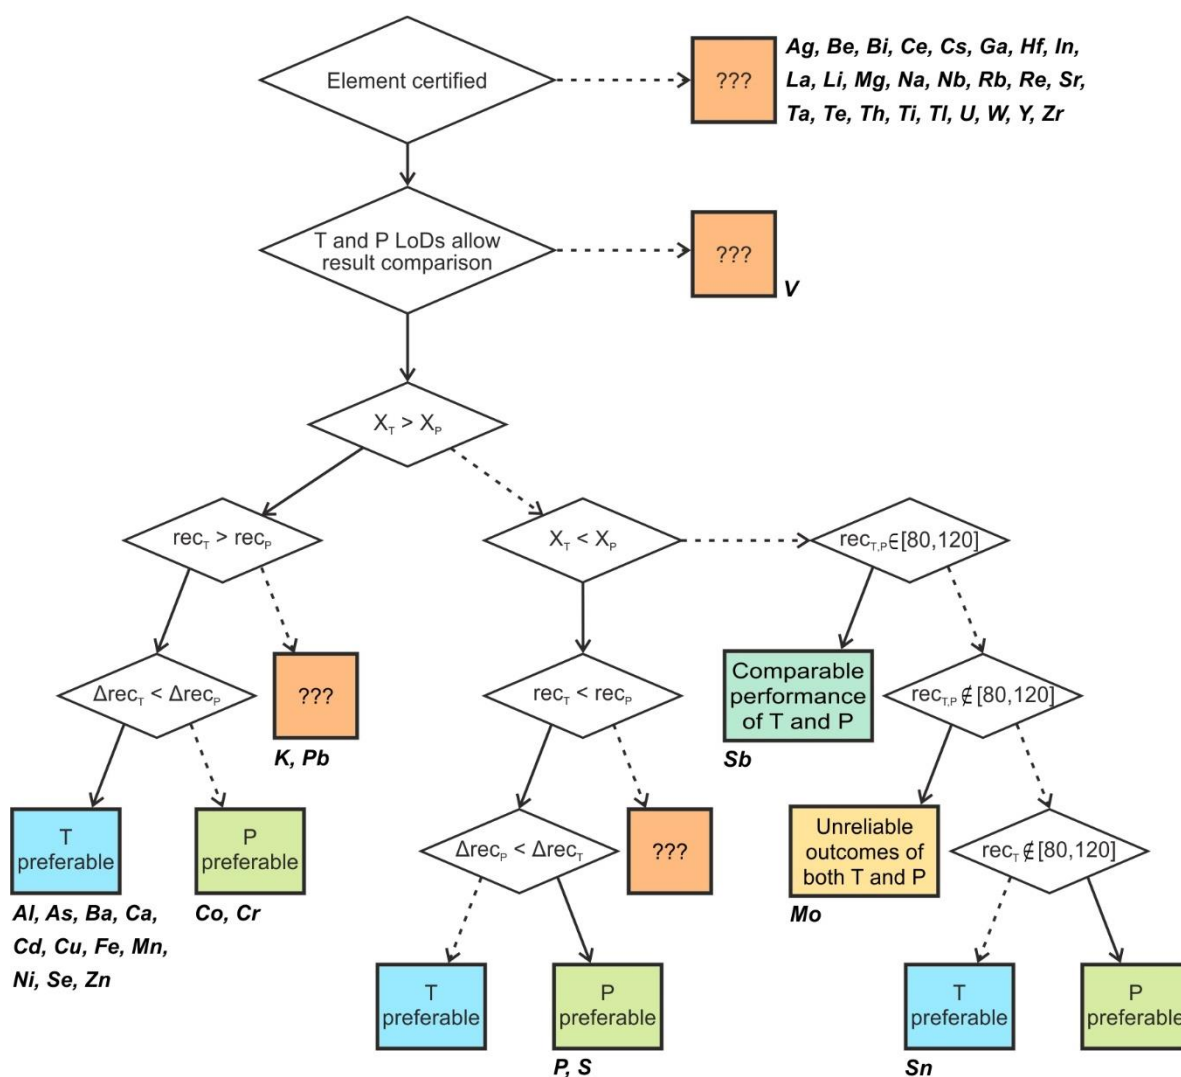 Element certified
???
Ag, Be, Bi, Ce, Cs, Ga, Hf, In,
La, Li, Mg, Na, Nb, Rb, Re, Sr,
Ta, Te, Th, Ti, Tl, U, W, Y, Zr
T and P LoDs allow
result comparison
???
V
X_T > X_P
rec_T > rec_P
X_T < X_P
rec_T,P ∈[80,120]
Δrec_T < Δrec_P
???
K, Pb
rec_T < rec_P
Comparable
performance
of T and P
Sb
rec_T,P ∉[80,120]
T
preferable
Al, As, Ba, Ca,
Cd, Cu, Fe, Mn,
Ni, Se, Zn
P
preferable
Co, Cr
Δrec_P < Δrec_T
???
Unreliable
outcomes of
both T and P
Mo
rec_T ∉[80,120]
T
preferable
P
preferable
P, S
T
preferable
Sn
P
preferable